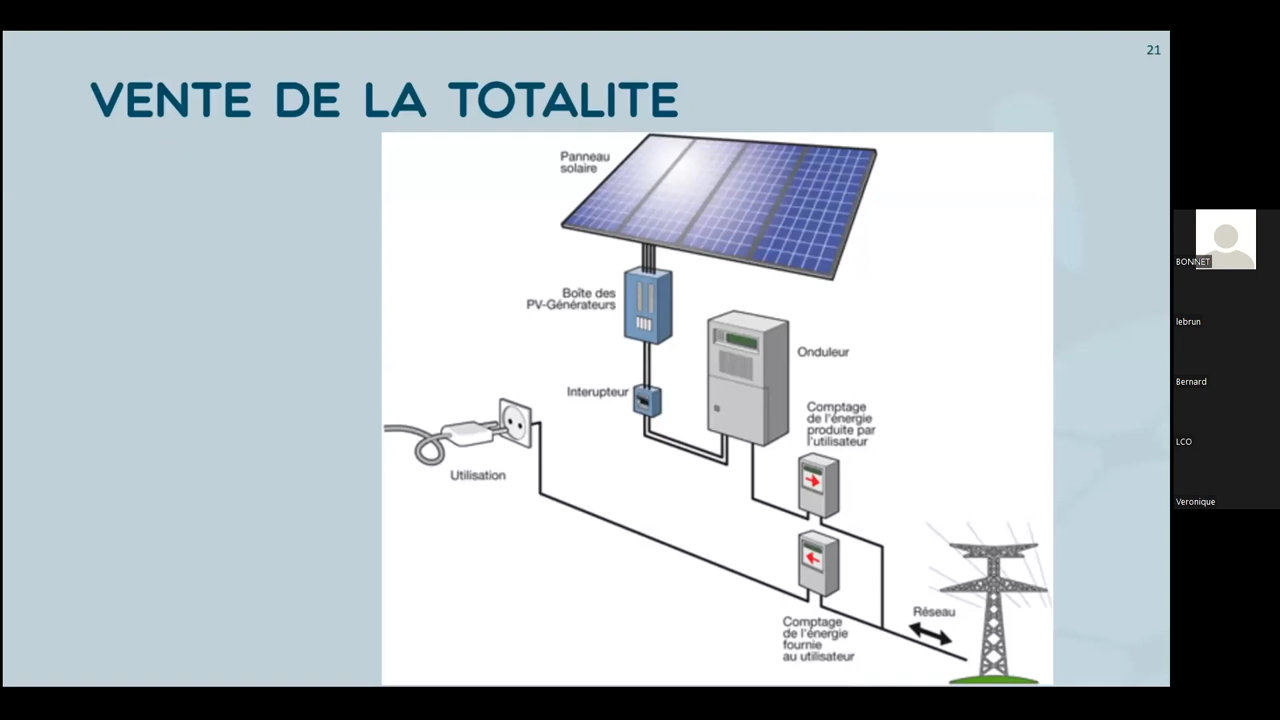 21
VENTE DE LA TOTALITE
Panneau
solaire
Boîte des
PV-Générateurs
Onduleur
Interupteur
Comptage
de l'énergie
produite par
l'utilisateur
Utilisation
Réseau
Comptage
de l'énergie
fournie
au utilisateur
BONNET
lebrun
Bernard
LCO
Veronique